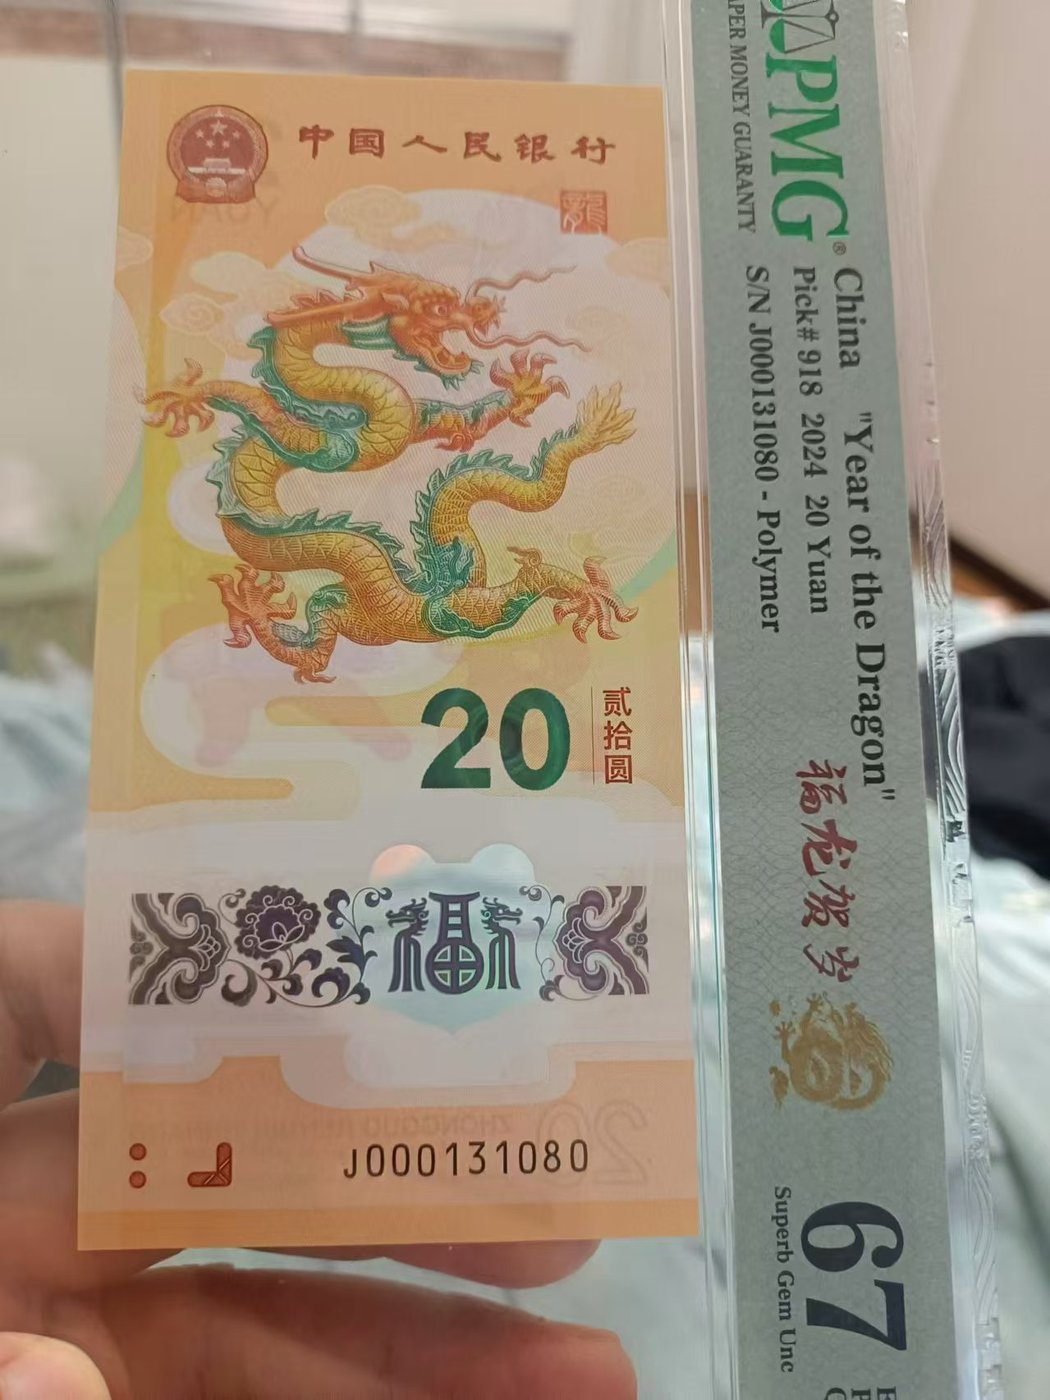 中国人民银行
龍
20
贰拾圆
福
J000131080
PMG®
PAPER MONEY GUARANTY
China "Year of the Dragon"
Pick# 918 2024 20 Yuan
S/N J000131080 - Polymer
福龙贺岁
67
Superb Gem Unc